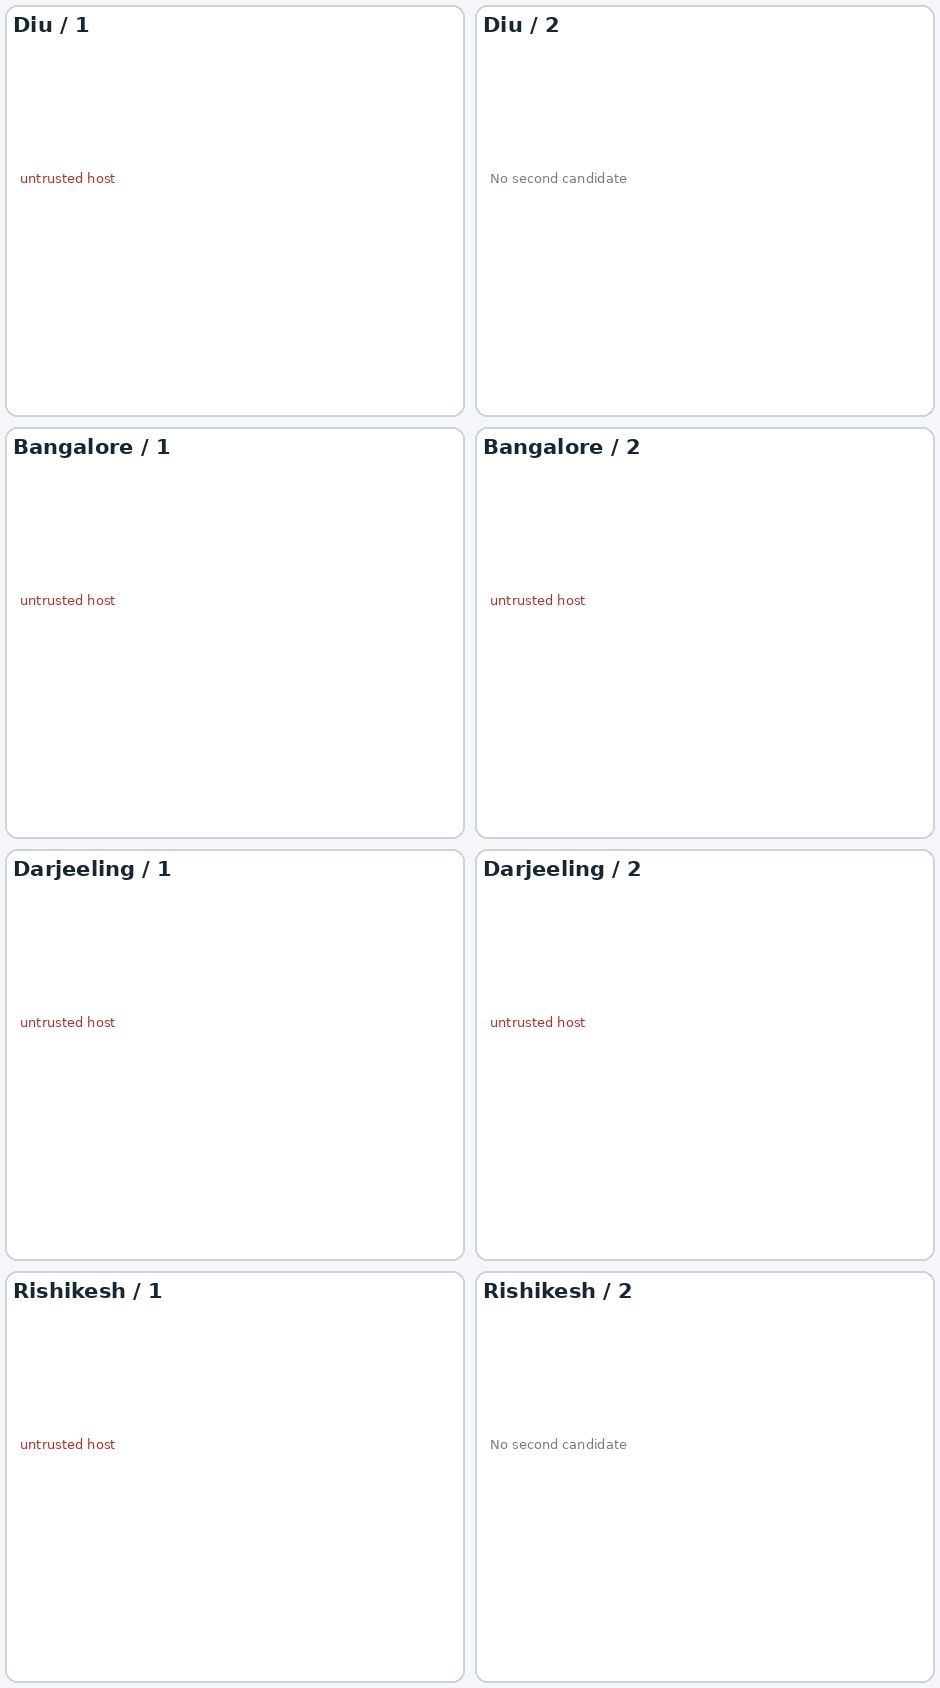 Diu / 1
Diu / 2
untrusted host
No second candidate
Bangalore / 1
Bangalore / 2
untrusted host
untrusted host
Darjeeling / 1
Darjeeling / 2
untrusted host
untrusted host
Rishikesh / 1
Rishikesh / 2
untrusted host
No second candidate